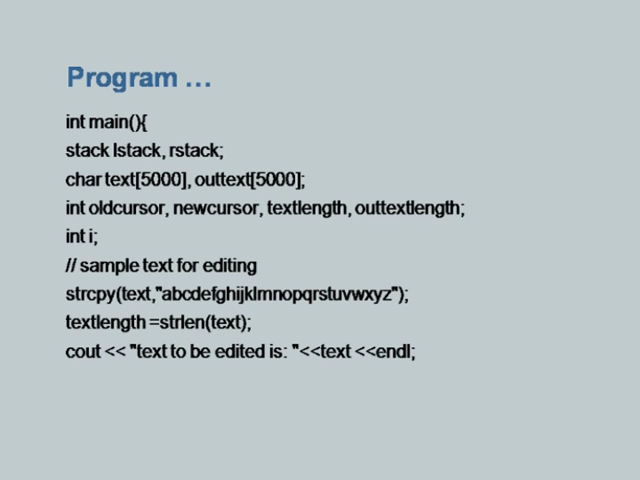 Program ...
int main(){
stack lstack, rstack;
char text[5000], outtext[5000];
int oldcursor, newcursor, textlength, outtextlength;
int i;
// sample text for editing
strcpy(text,"abcdefghijklmnopqrstuvwxyz");
textlength =strlen(text);
cout << "text to be edited is: "<<text <<endl;